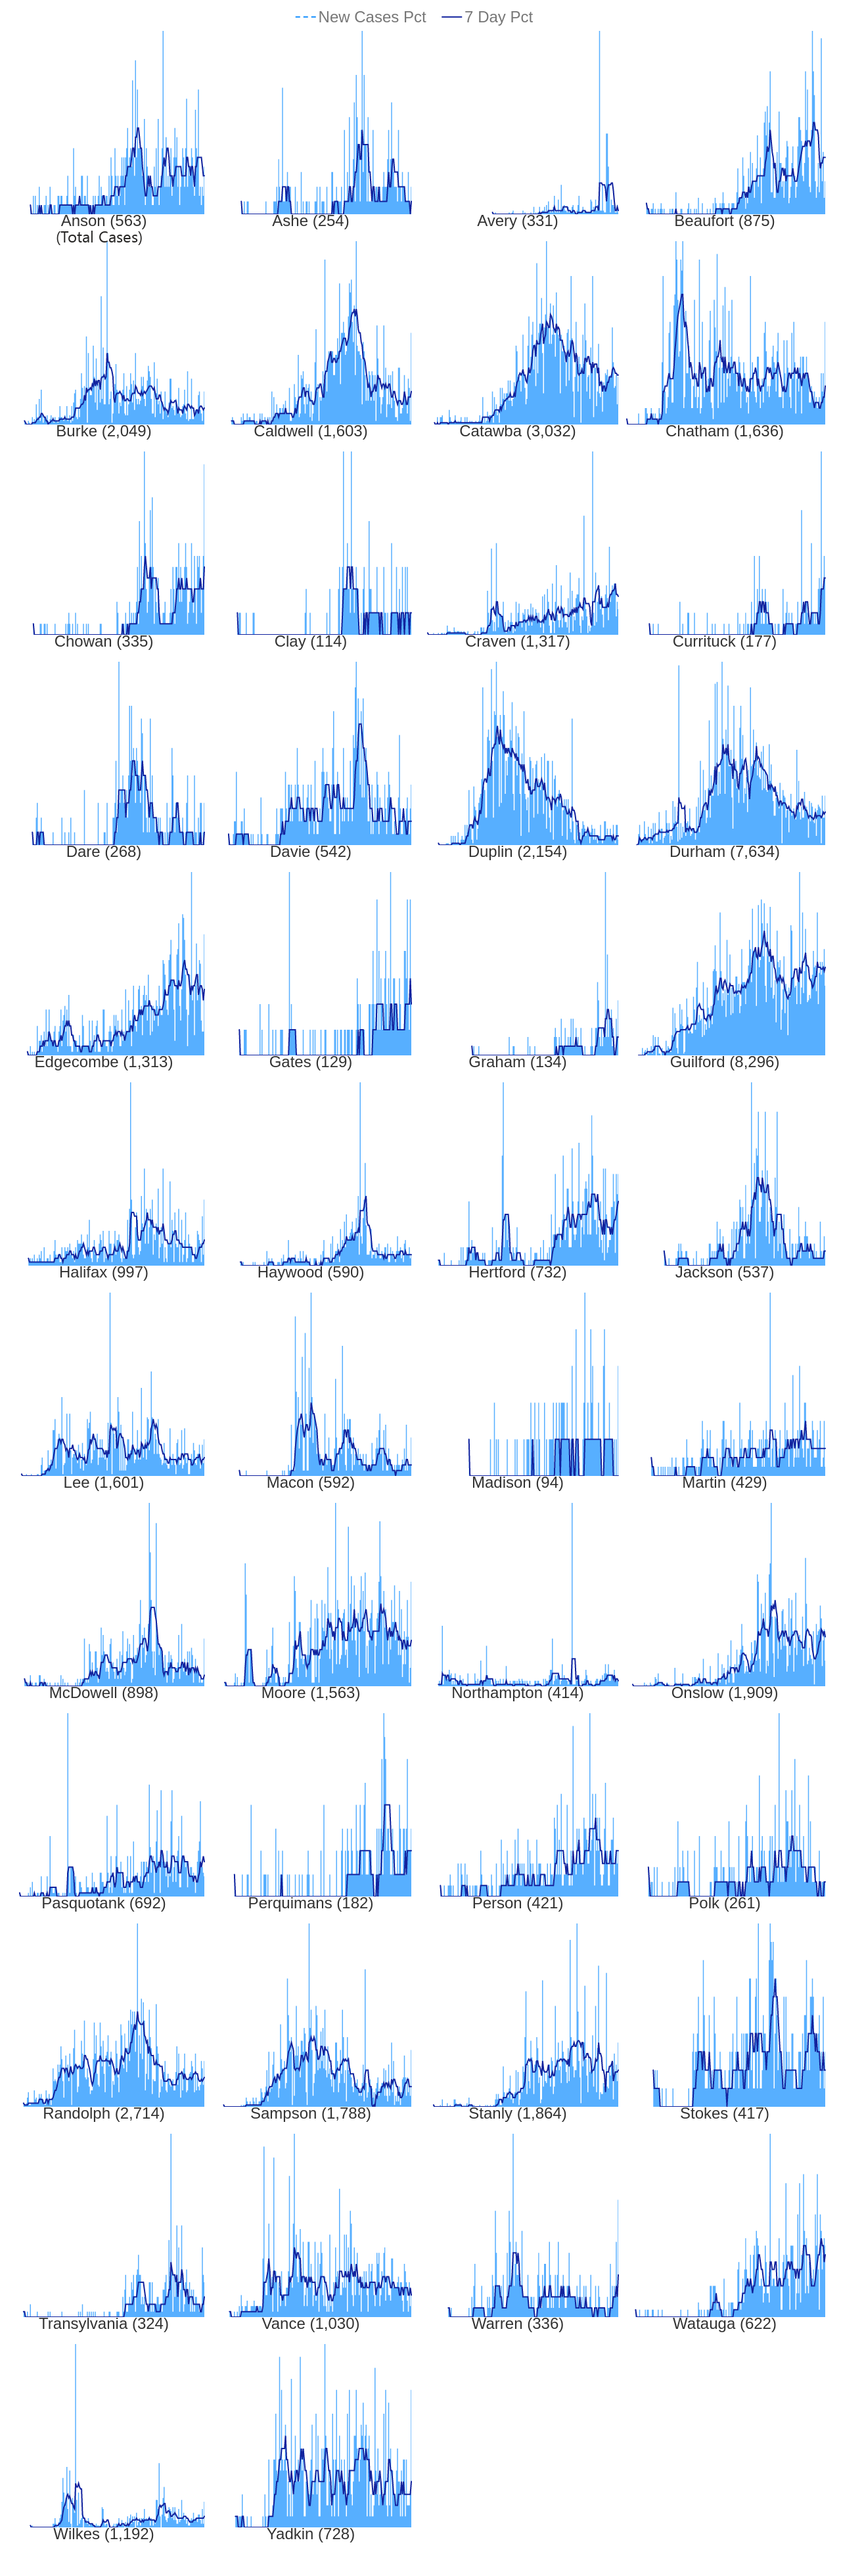 New Cases Pct 7 Day Pct
Anson (563) Ashe (254) Avery (331) Beaufort (875)
(Total Cases)
Burke (2,049) Caldwell (1,603) Catawba (3,032) Chatham (1,636)
Chowan (335) Clay (114) Craven (1,317) Currituck (177)
Dare (268) Davie (542) Duplin (2,154) Durham (7,634)
Edgecombe (1,313) Gates (129) Graham (134) Guilford (8,296)
Halifax (997) Haywood (590) Hertford (732) Jackson (537)
Lee (1,601) Macon (592) Madison (94) Martin (429)
McDowell (898) Moore (1,563) Northampton (414) Onslow (1,909)
Pasquotank (692) Perquimans (182) Person (421) Polk (261)
Randolph (2,714) Sampson (1,788) Stanly (1,864) Stokes (417)
Transylvania (324) Vance (1,030) Warren (336) Watauga (622)
Wilkes (1,192) Yadkin (728)